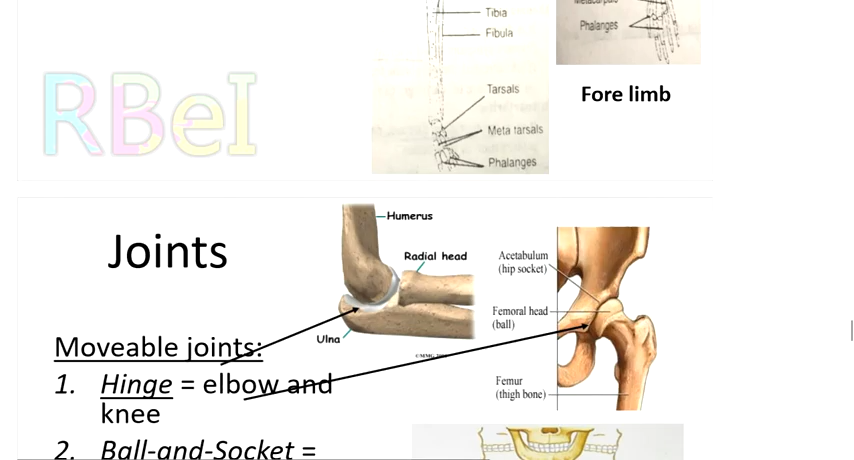 Tibia
Fibula
Tarsals
Meta tarsals
Phalanges
Phalanges
Fore limb
RBeI
Joints
Humerus
Radial head
Ulna
Acetabulum
(hip socket)
Femoral head
(ball)
Femur
(thigh bone)
Moveable joints:
1. Hinge = elbow and
knee
2. Ball-and-Socket =